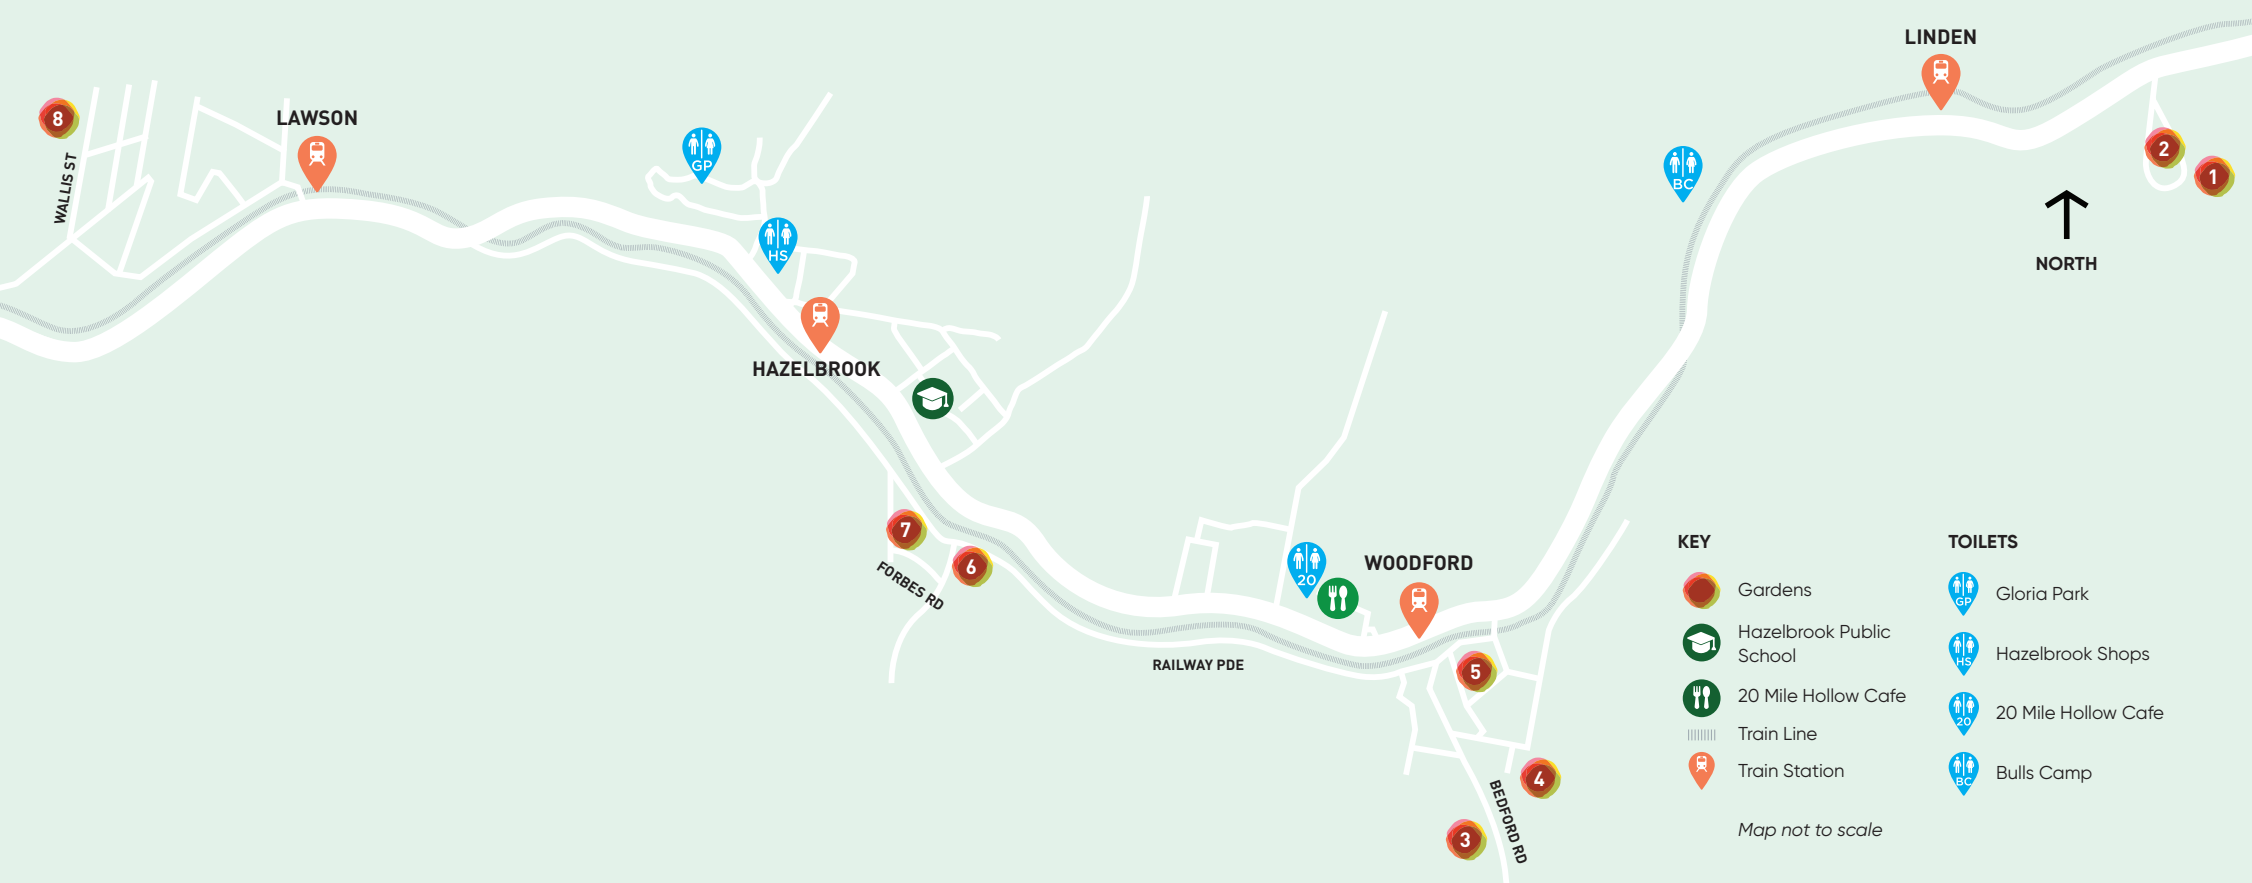 LINDEN
LAWSON
8
GP
2
BC
1
WALLIS ST
HS
NORTH
HAZELBROOK
7
6
FORBES RD
20
WOODFORD
RAILWAY PDE
5
4
3
BEDFORD RD
KEY
Gardens
Hazelbrook Public
School
20 Mile Hollow Cafe
Train Line
Train Station
Map not to scale
TOILETS
GP
Gloria Park
HS
Hazelbrook Shops
20
20 Mile Hollow Cafe
BC
Bulls Camp